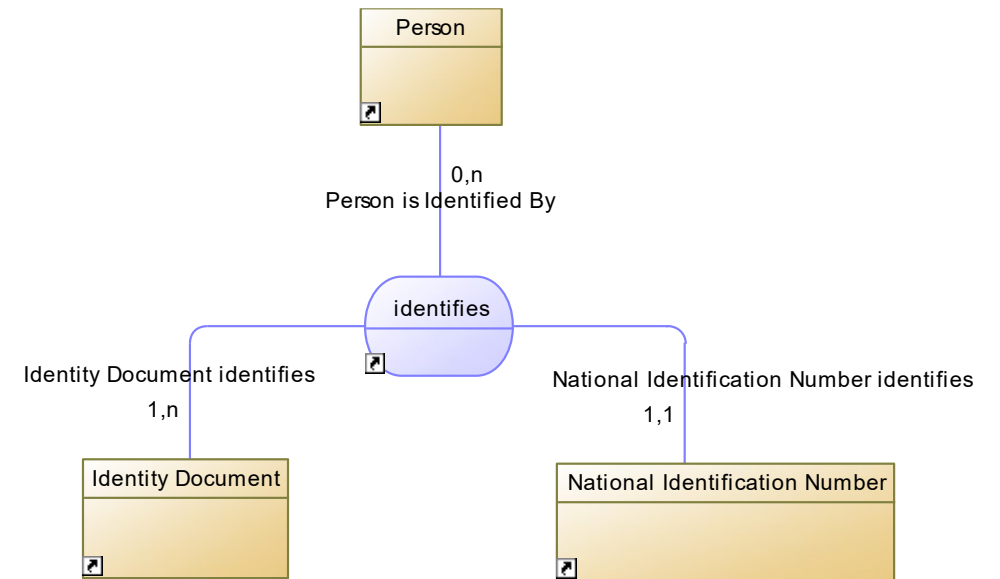 Person
0,n
Person is Identified By
identifies
Identity Document identifies
1,n
National Identification Number identifies
1,1
Identity Document
National Identification Number